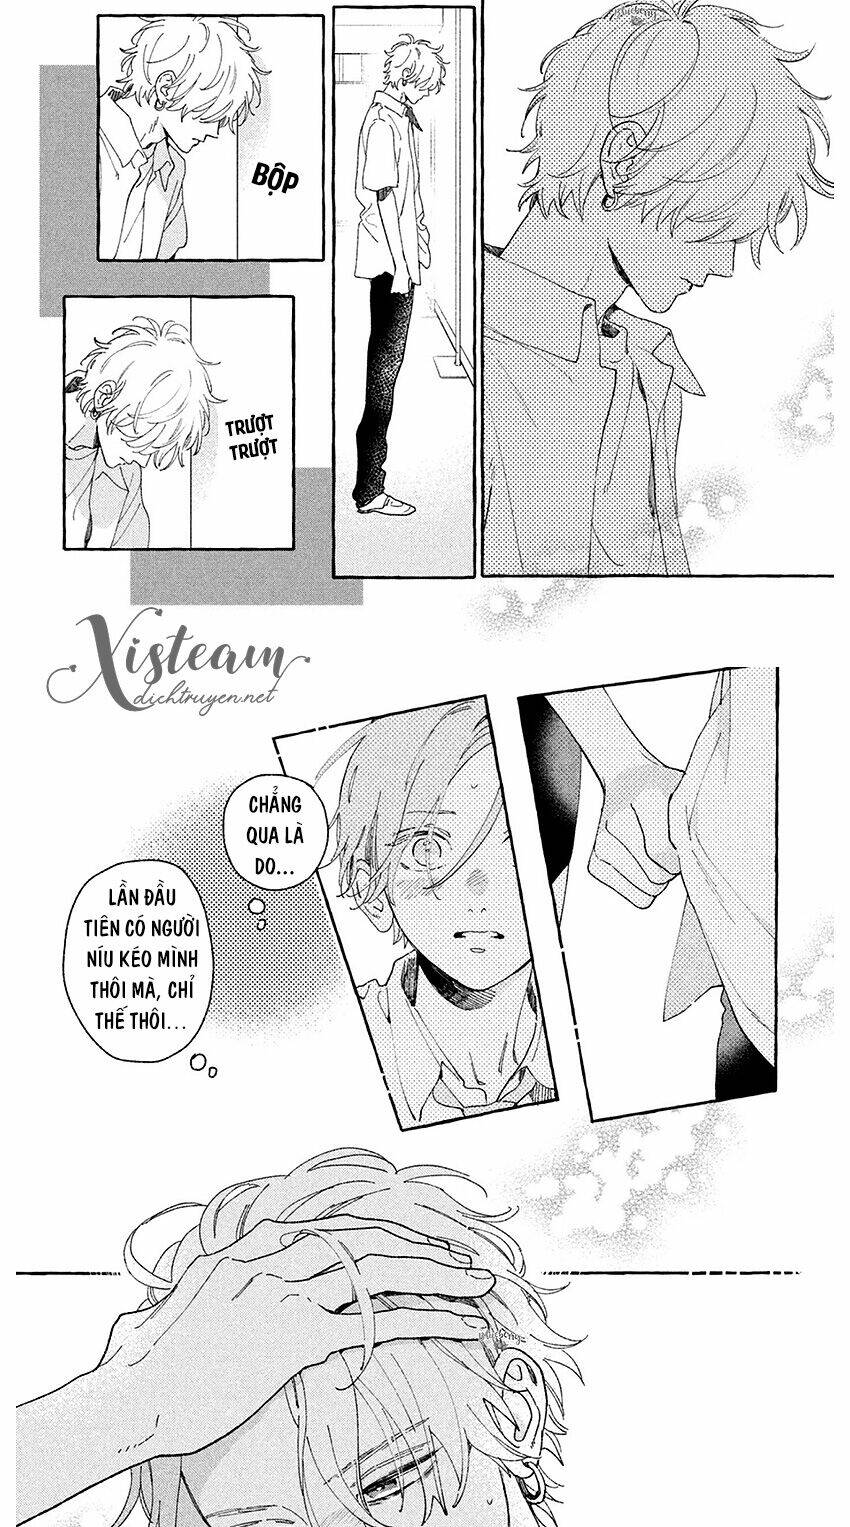 BỘP
TRƯỢT
TRƯỢT
Xisteam
dichtruyen.net
CHẲNG
QUA LÀ
DO...
LẦN ĐẦU
TIÊN CÓ NGƯỜI
NÍU KÉO MÌNH
THÔI MÀ, CHỈ
THẾ THÔI...